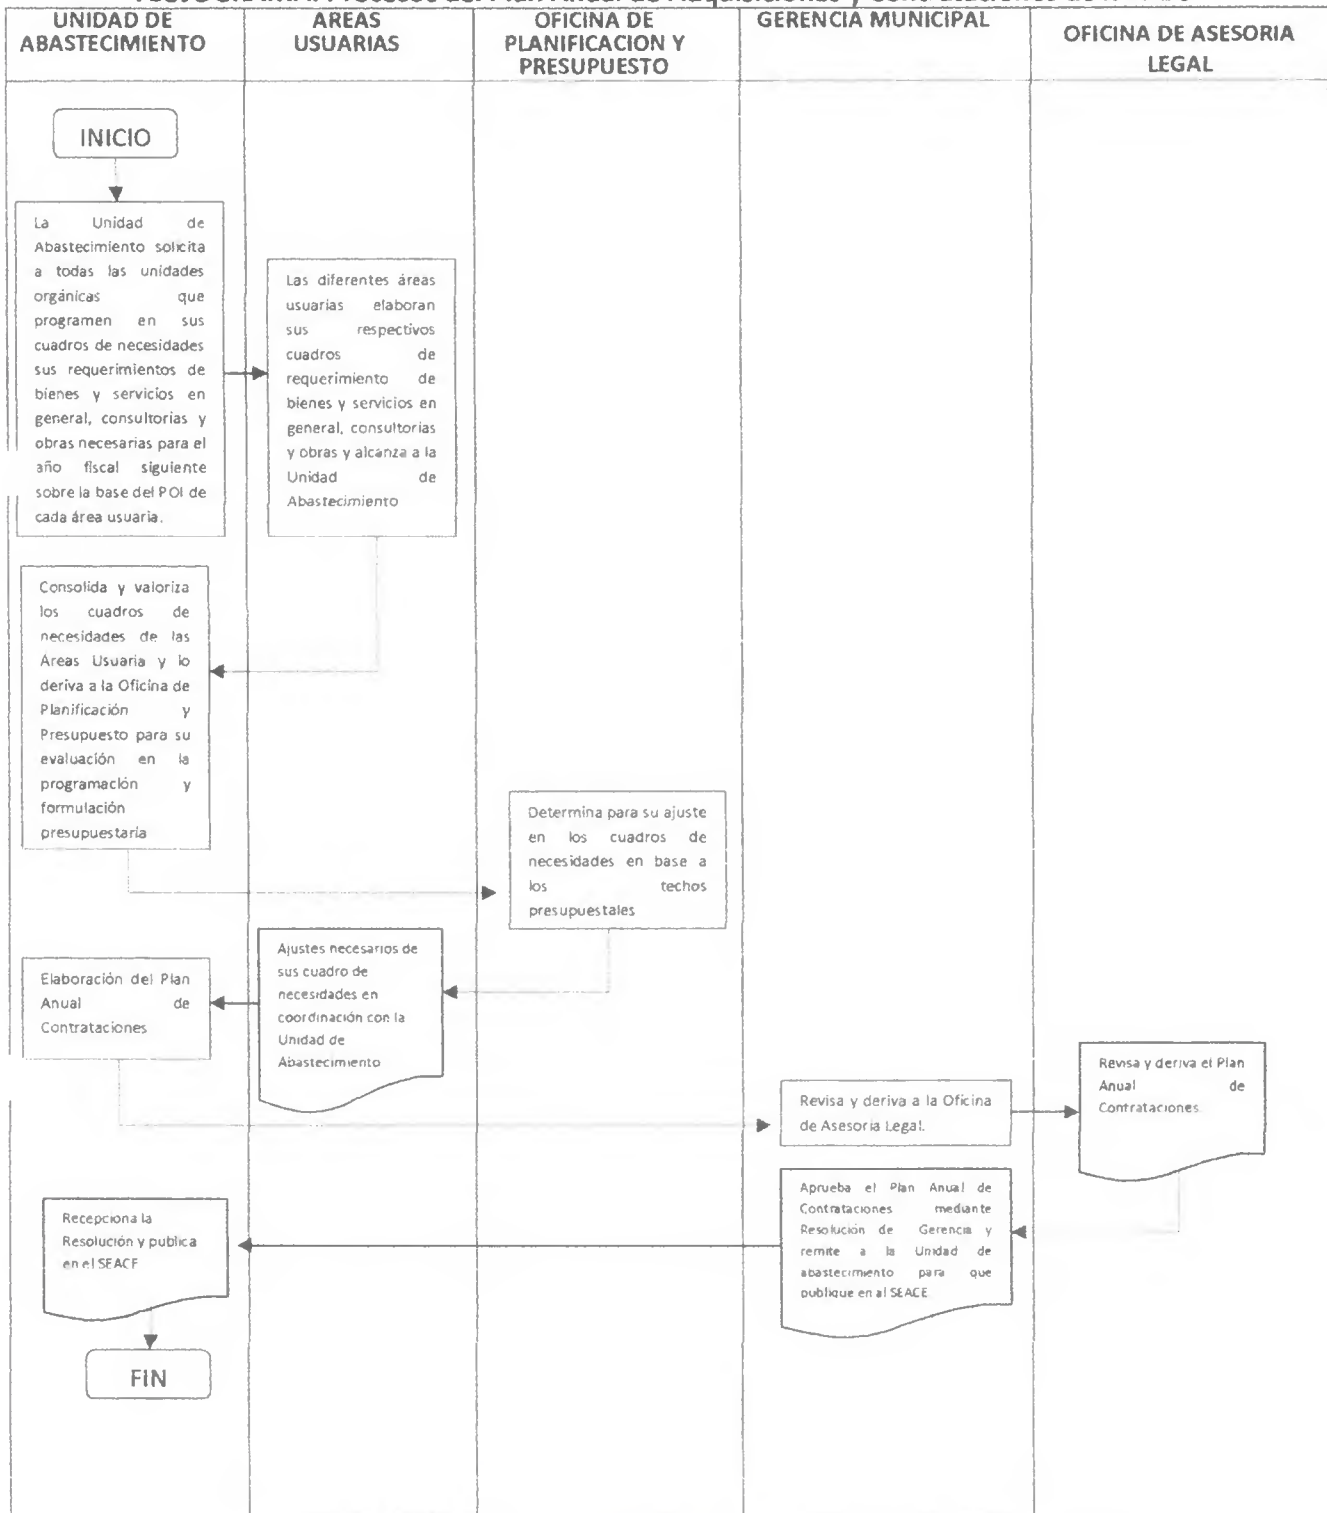 Procesos del Plan Anual de Adquisiciones y Contrataciones
UNIDAD DE
ABASTECIMIENTO
AREAS
USUARIAS
OFICINA DE
PLANIFICACION Y
PRESUPUESTO
GERENCIA MUNICIPAL
OFICINA DE ASESORIA
LEGAL
INICIO
La Unidad de
Abastecimiento solicita
a todas las unidades
orgánicas que
programen en sus
cuadros de necesidades
sus requerimientos de
bienes y servicios en
general, consultorias y
obras necesarias para el
año fiscal siguiente
sobre la base del POI de
cada área usuaria.
Las diferentes áreas
usuarias elaboran
sus respectivos
cuadros de
requerimiento de
bienes y servicios en
general, consultorias
y obras y alcanza a la
Unidad de
Abastecimiento
Consolida y valoriza
los cuadros de
necesidades de las
Areas Usuaria y lo
deriva a la Oficina de
Planificación y
Presupuesto para su
evaluación en la
programación y
formulación
presupuestaria
Determina para su ajuste
en los cuadros de
necesidades en base a
los techos
presupuestales
Ajustes necesarios de
sus cuadro de
necesidades en
coordinación con la
Unidad de
Abastecimiento
Elaboración del Plan
Anual de
Contrataciones
Revisa y deriva a la Oficina
de Asesoria Legal.
Revisa y deriva el Plan
Anual de
Contrataciones.
Aprueba el Plan Anual de
Contrataciones mediante
Resolución de Gerencia y
remite a la Unidad de
abastecimiento para que
publique en al SEACE.
Recepciona la
Resolución y publica
en el SEACE
FIN